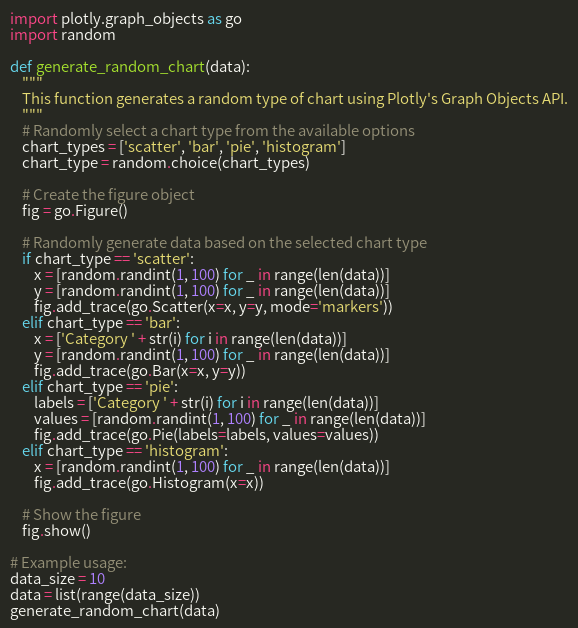 import plotly.graph_objects as go
import random

def generate_random_chart(data):
    """
    This function generates a random type of chart using Plotly's Graph Objects API.
    """
    # Randomly select a chart type from the available options
    chart_types = ['scatter', 'bar', 'pie', 'histogram']
    chart_type = random.choice(chart_types)

    # Create the figure object
    fig = go.Figure()

    # Randomly generate data based on the selected chart type
    if chart_type == 'scatter':
        x = [random.randint(1, 100) for _ in range(len(data))]
        y = [random.randint(1, 100) for _ in range(len(data))]
        fig.add_trace(go.Scatter(x=x, y=y, mode='markers'))
    elif chart_type == 'bar':
        x = ['Category ' + str(i) for i in range(len(data))]
        y = [random.randint(1, 100) for _ in range(len(data))]
        fig.add_trace(go.Bar(x=x, y=y))
    elif chart_type == 'pie':
        labels = ['Category ' + str(i) for i in range(len(data))]
        values = [random.randint(1, 100) for _ in range(len(data))]
        fig.add_trace(go.Pie(labels=labels, values=values))
    elif chart_type == 'histogram':
        x = [random.randint(1, 100) for _ in range(len(data))]
        fig.add_trace(go.Histogram(x=x))

    # Show the figure
    fig.show()

# Example usage:
data_size = 10
data = list(range(data_size))
generate_random_chart(data)